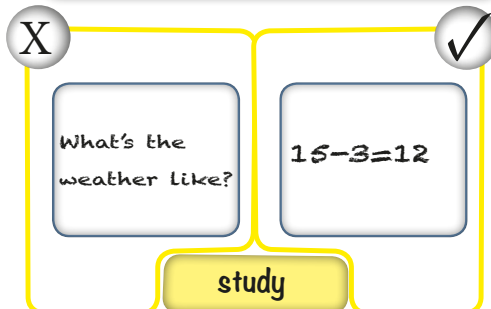 X ✓
What's the
weather like?
15-3=12
study